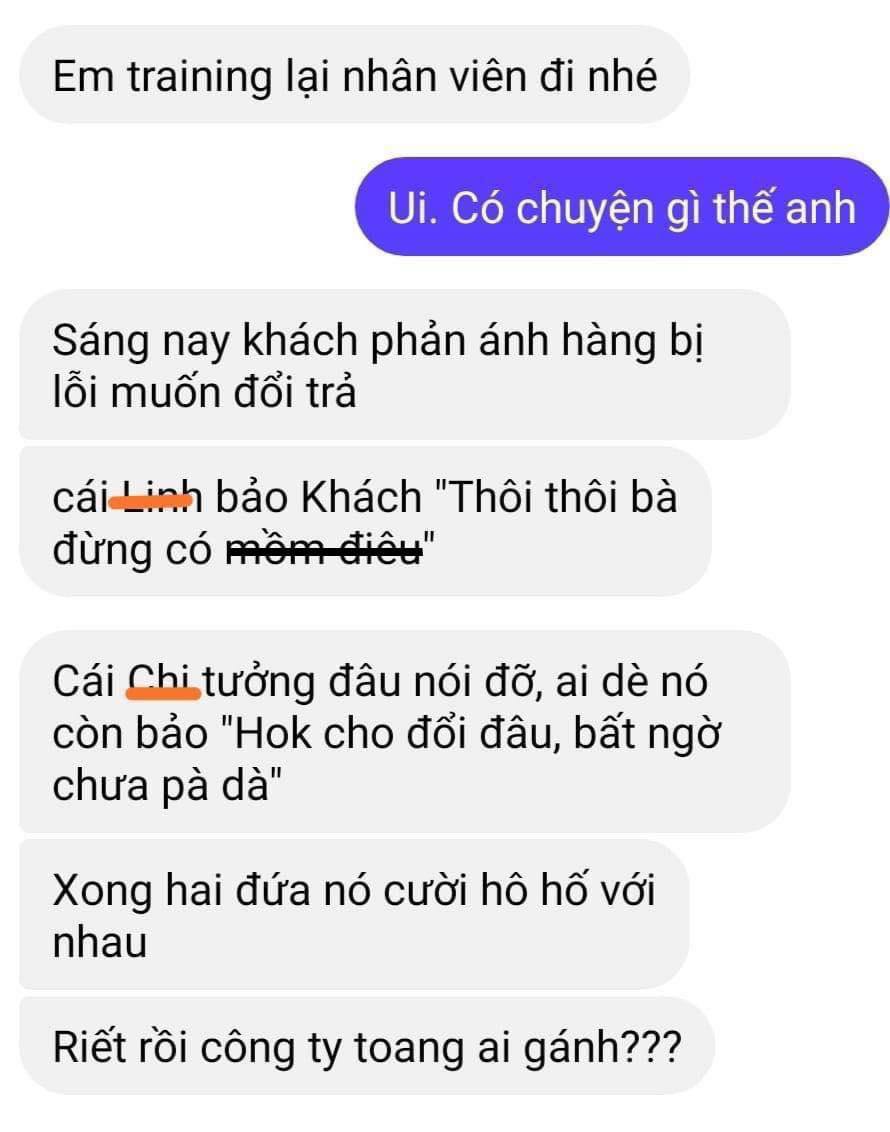 Em training lại nhân viên đi nhé
Ui. Có chuyện gì thế anh
Sáng nay khách phản ánh hàng bị
lỗi muốn đổi trả
cái Linh bảo Khách "Thôi thôi bà
đừng có mồm điêu"
Cái Chi tưởng đâu nói đỡ, ai dè nó
còn bảo "Hok cho đổi đâu, bất ngờ
chưa pà dà"
Xong hai đứa nó cười hô hố với
nhau
Riết rồi công ty toang ai gánh???